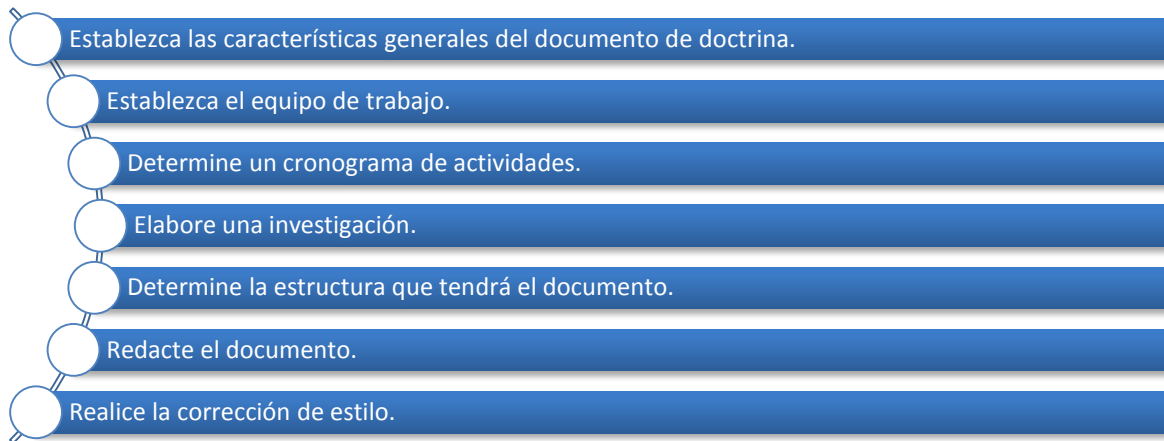 Establezca las características generales del documento de doctrina.
Establezca el equipo de trabajo.
Determine un cronograma de actividades.
Elabore una investigación.
Determine la estructura que tendrá el documento.
Redacte el documento.
Realice la corrección de estilo.